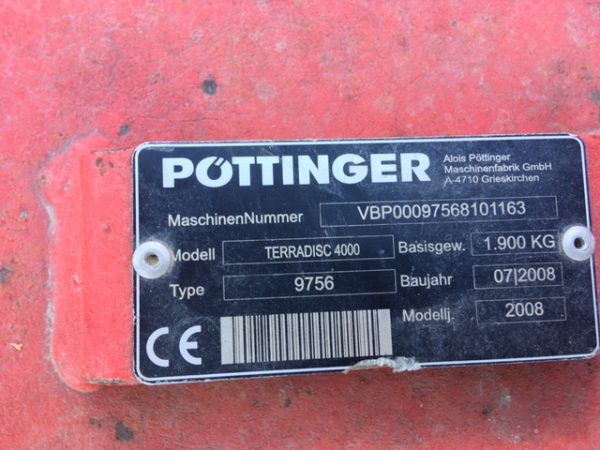 PÖTTINGER
Alois Pöttinger
Maschinenfabrik GmbH
A-4710 Grieskirchen
MaschinenNummer VBP00097568101163
Modell TERRADISC 4000 Basisgew. 1.900 KG
Type 9756 Baujahr 07|2008
Modellj. 2008
CE